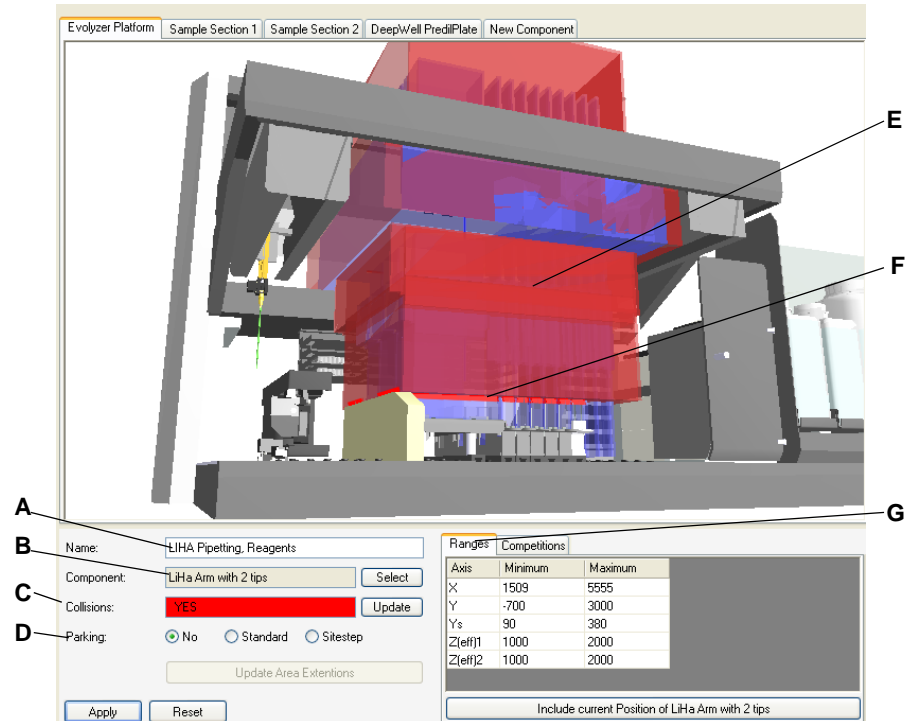 Evolyzer Platform Sample Section 1 Sample Section 2 DeepWell PredilPlate New Component
E
F
A
B
C
D
G
Name: LIHA Pipetting, Reagents
Component: LiHa Arm with 2 tips Select
Collisions: YES Update
Parking: No Standard Sitestep
Update Area Extentions
Apply Reset
Ranges Competitions
Axis Minimum Maximum
X 1509 5555
Y -700 3000
Ys 90 380
Z(eff)1 1000 2000
Z(eff)2 1000 2000
Include current Position of LiHa Arm with 2 tips